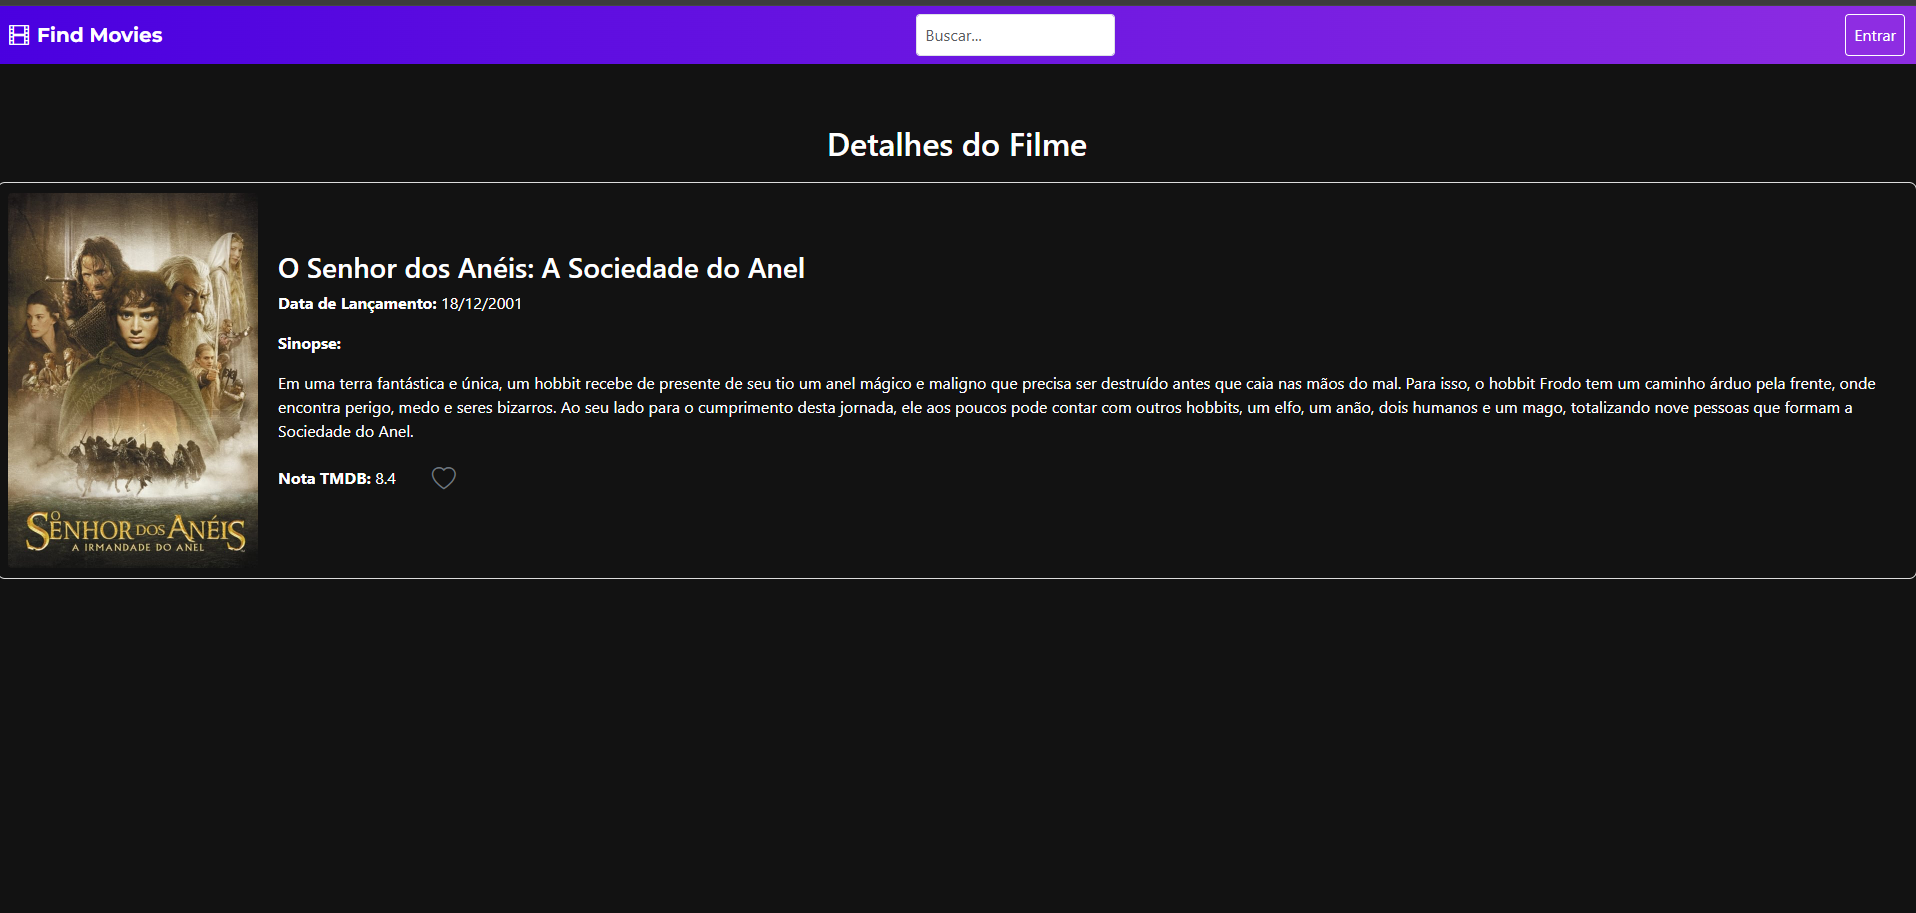 Find Movies
Buscar...
Entrar
Detalhes do Filme
O Senhor dos Anéis: A Sociedade do Anel
Data de Lançamento: 18/12/2001
Sinopse:
Em uma terra fantástica e única, um hobbit recebe de presente de seu tio um anel mágico e maligno que precisa ser destruído antes que caia nas mãos do mal. Para isso, o hobbit Frodo tem um caminho árduo pela frente, onde
encontra perigo, medo e seres bizarros. Ao seu lado para o cumprimento desta jornada, ele aos poucos pode contar com outros hobbits, um elfo, um anão, dois humanos e um mago, totalizando nove pessoas que formam a
Sociedade do Anel.
Nota TMDB: 8.4
O SENHOR DOS ANÉIS
A IRMANDADE DO ANEL